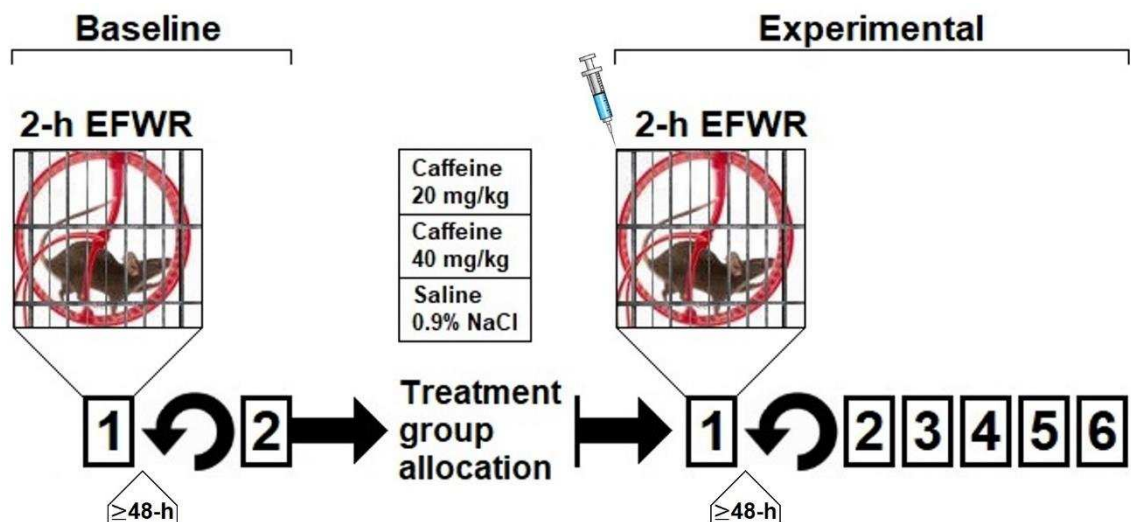 Baseline
Experimental
2-h EFWR
2-h EFWR
Caffeine
20 mg/kg
Caffeine
40 mg/kg
Saline
0.9% NaCl
1
2
Treatment
group
allocation
1
2
3
4
5
6
≥48-h
≥48-h